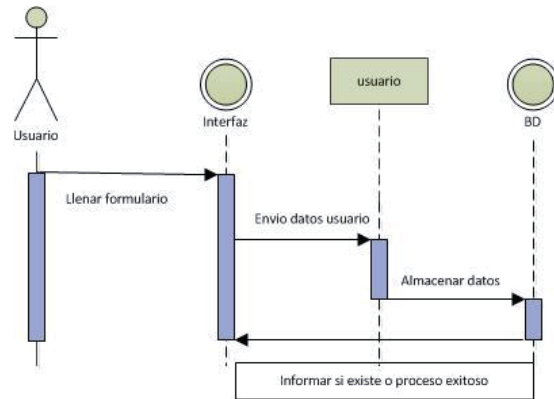 usuario
Usuario
Interfaz
BD
Llenar formulario
Envio datos usuario
Almacenar datos
Informar si existe o proceso exitoso